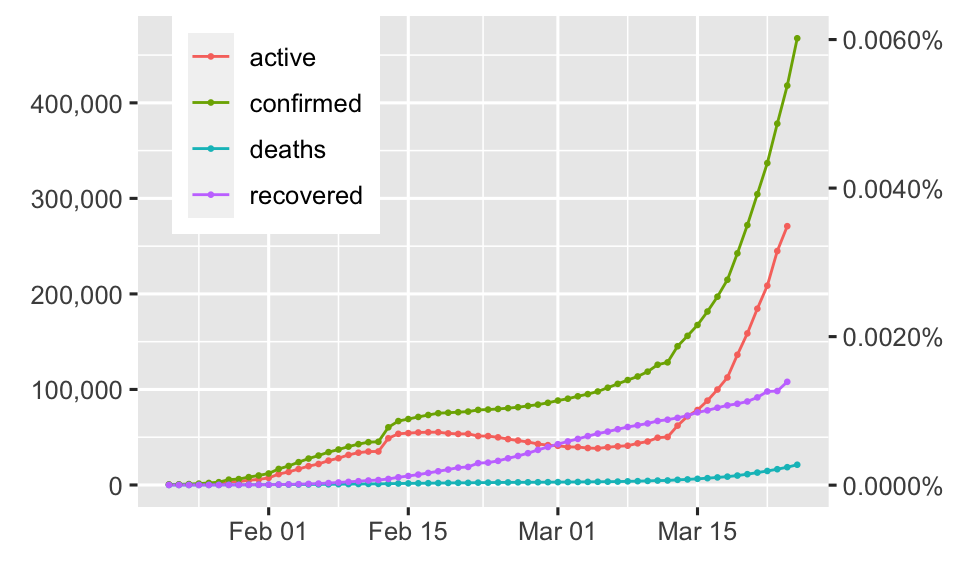 active
confirmed
deaths
recovered
400,000
300,000
200,000
100,000
0
0.0060%
0.0040%
0.0020%
0.0000%
Feb 01
Feb 15
Mar 01
Mar 15